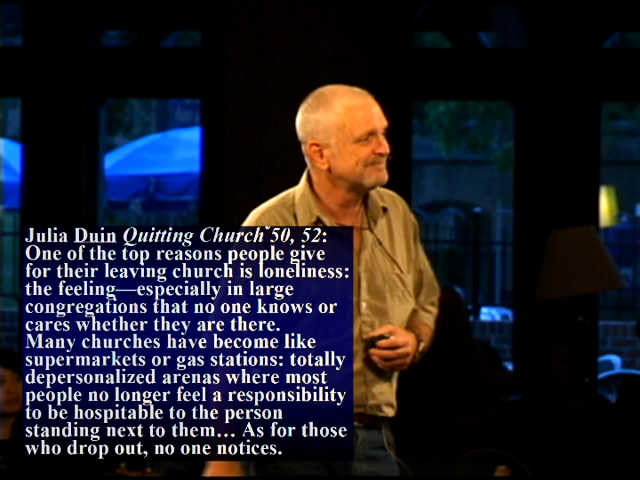 Julia Duin Quitting Church 50, 52:
One of the top reasons people give
for their leaving church is loneliness:
the feeling—especially in large
congregations that no one knows or
cares whether they are there.
Many churches have become like
supermarkets or gas stations: totally
depersonalized arenas where most
people no longer feel a responsibility
to be hospitable to the person
standing next to them… As for those
who drop out, no one notices.